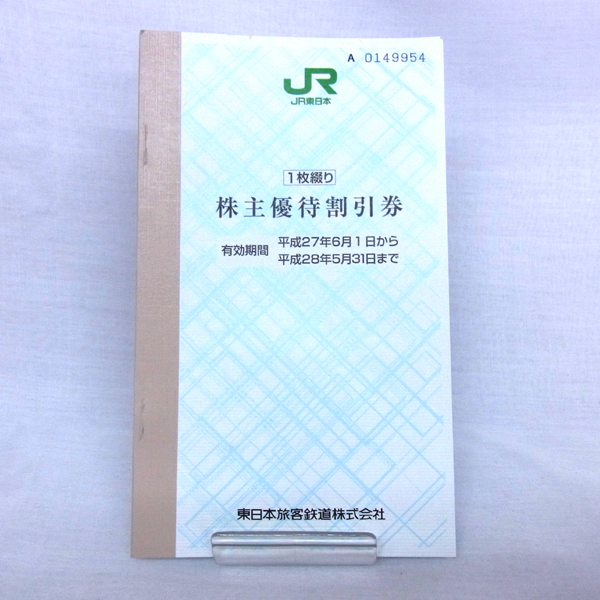 A 0149954
JR
JR東日本
1枚綴り
株主優待割引券
有効期間 平成27年6月1日から
平成28年5月31日まで
東日本旅客鉄道株式会社